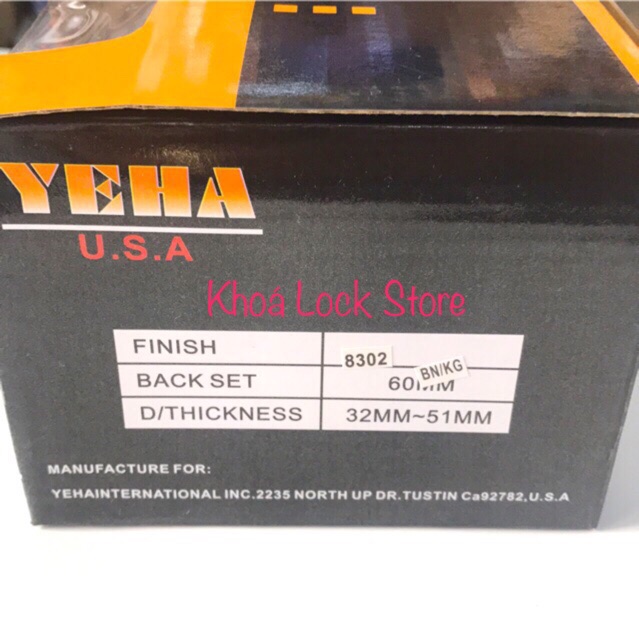 YEHA
U.S.A
Khoá Lock Store
FINISH
8302
BN/KG
BACK SET 60MM
D/THICKNESS 32MM~51MM
MANUFACTURE FOR:
YEHAINTERNATIONAL INC.2235 NORTH UP DR.TUSTIN Ca92782,U.S.A